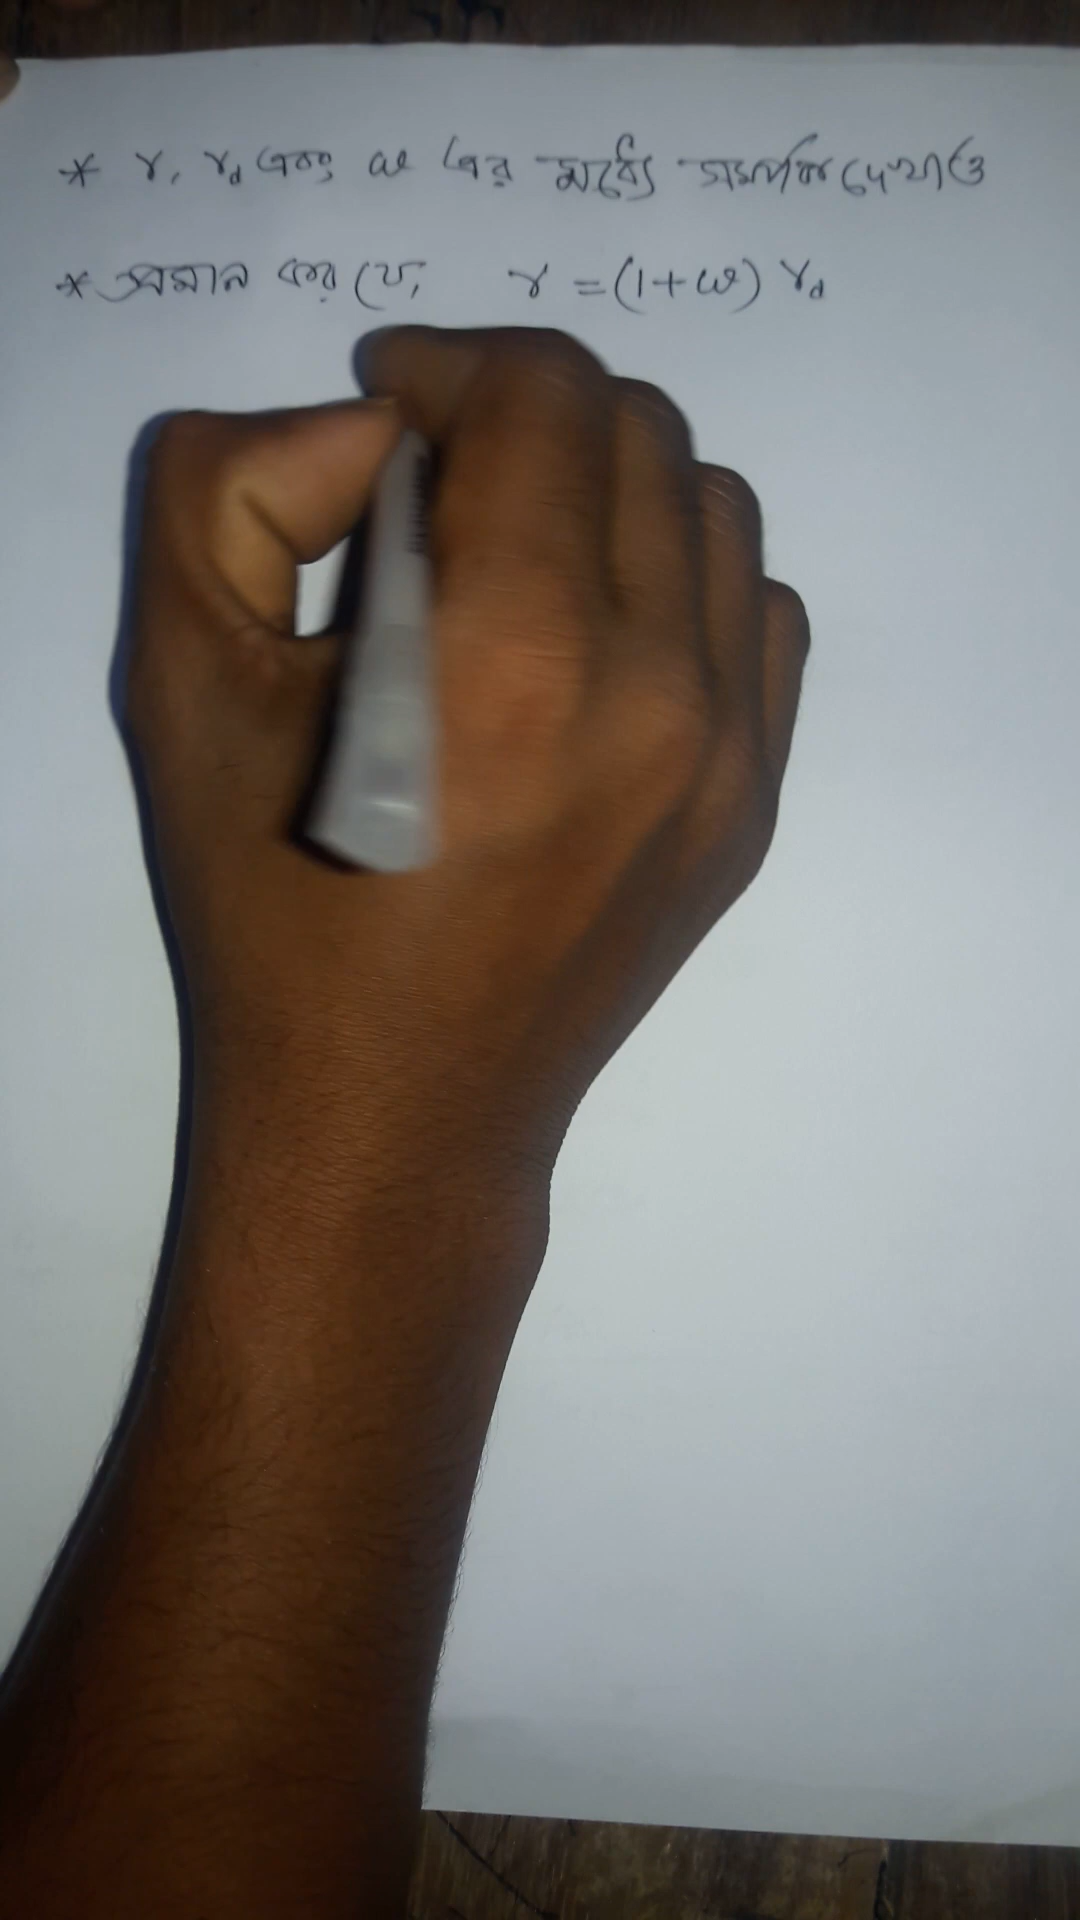 * γ, γd এবং ω এর মধ্যে সম্পর্ক দেখাও
* প্রমান কর যে, γ = (1+ω) γd